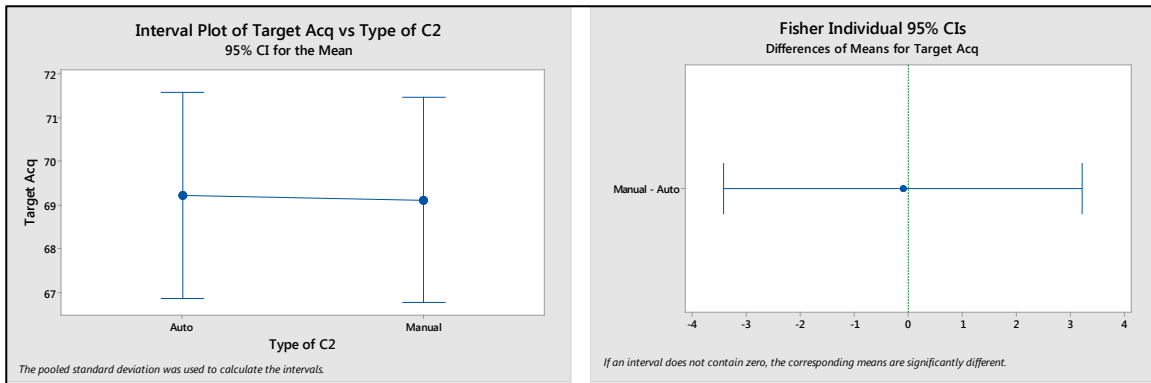 Interval Plot of Target Acq vs Type of C2
95% CI for the Mean
72
71
70
69
68
67
Target Acq
Auto
Manual
Type of C2
The pooled standard deviation was used to calculate the intervals.
Fisher Individual 95% CIs
Differences of Means for Target Acq
Manual - Auto
-4 -3 -2 -1 0 1 2 3 4
If an interval does not contain zero, the corresponding means are significantly different.